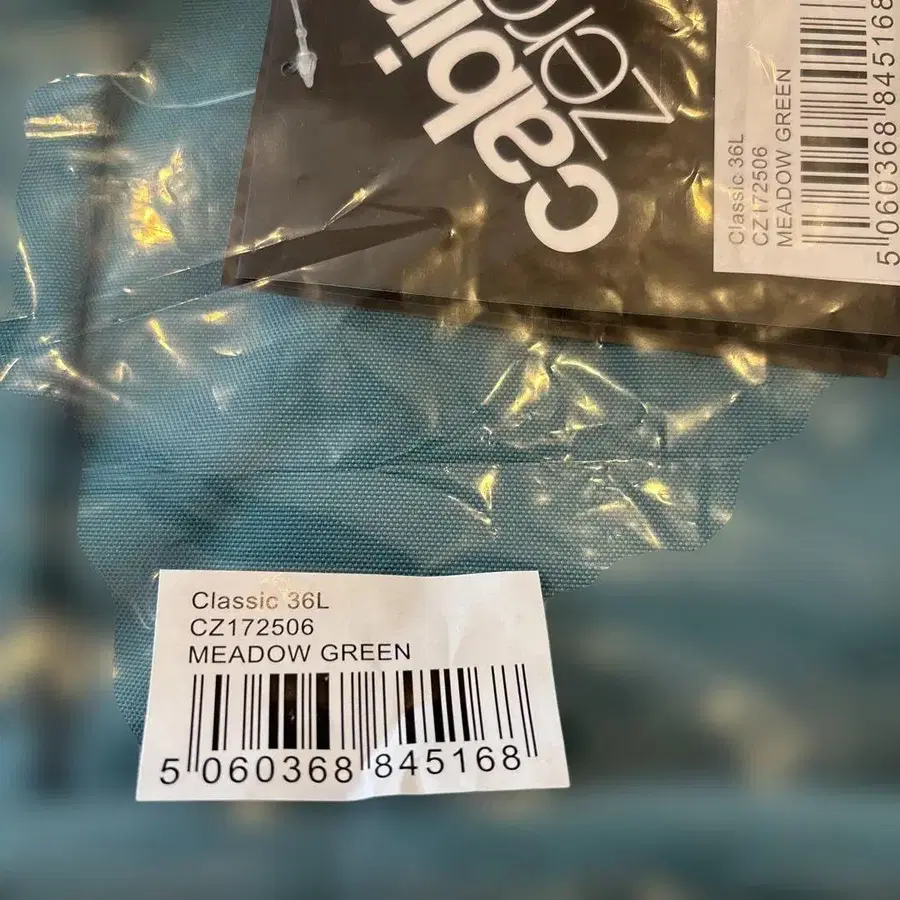 cabin
zero
Classic 36L
CZ172506
MEADOW GREEN
5 060368 845168
Classic 36L
CZ172506
MEADOW GREEN
5 060368 845168